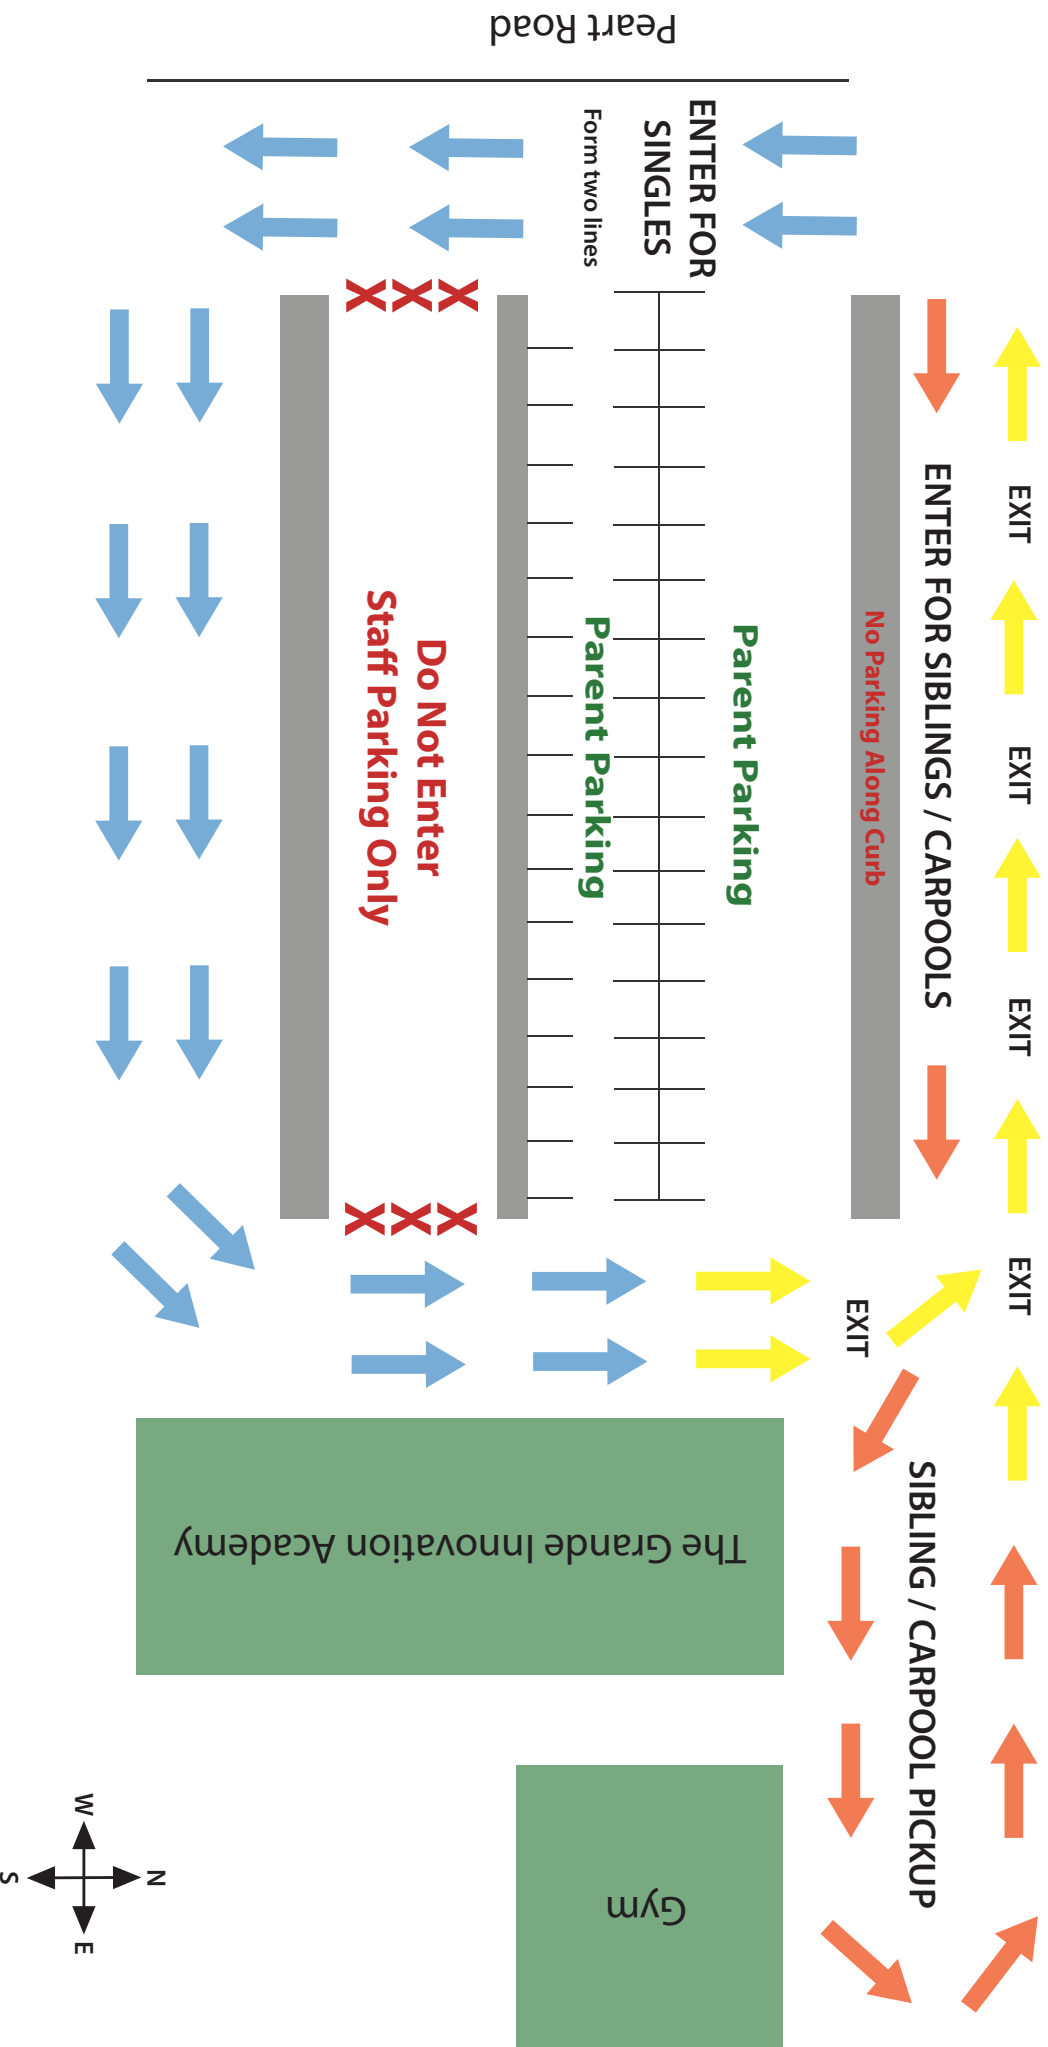 Peart Road
ENTER FOR
SINGLES
Form two lines
XXX
Do Not Enter
Staff Parking Only
XXX
Parent Parking
Parent Parking
No Parking Along Curb
ENTER FOR SIBLINGS / CARPOOLS
EXIT
EXIT
EXIT
EXIT
EXIT
SIBLING / CARPOOL PICKUP
The Grande Innovation Academy
Gym
N
W
E
S